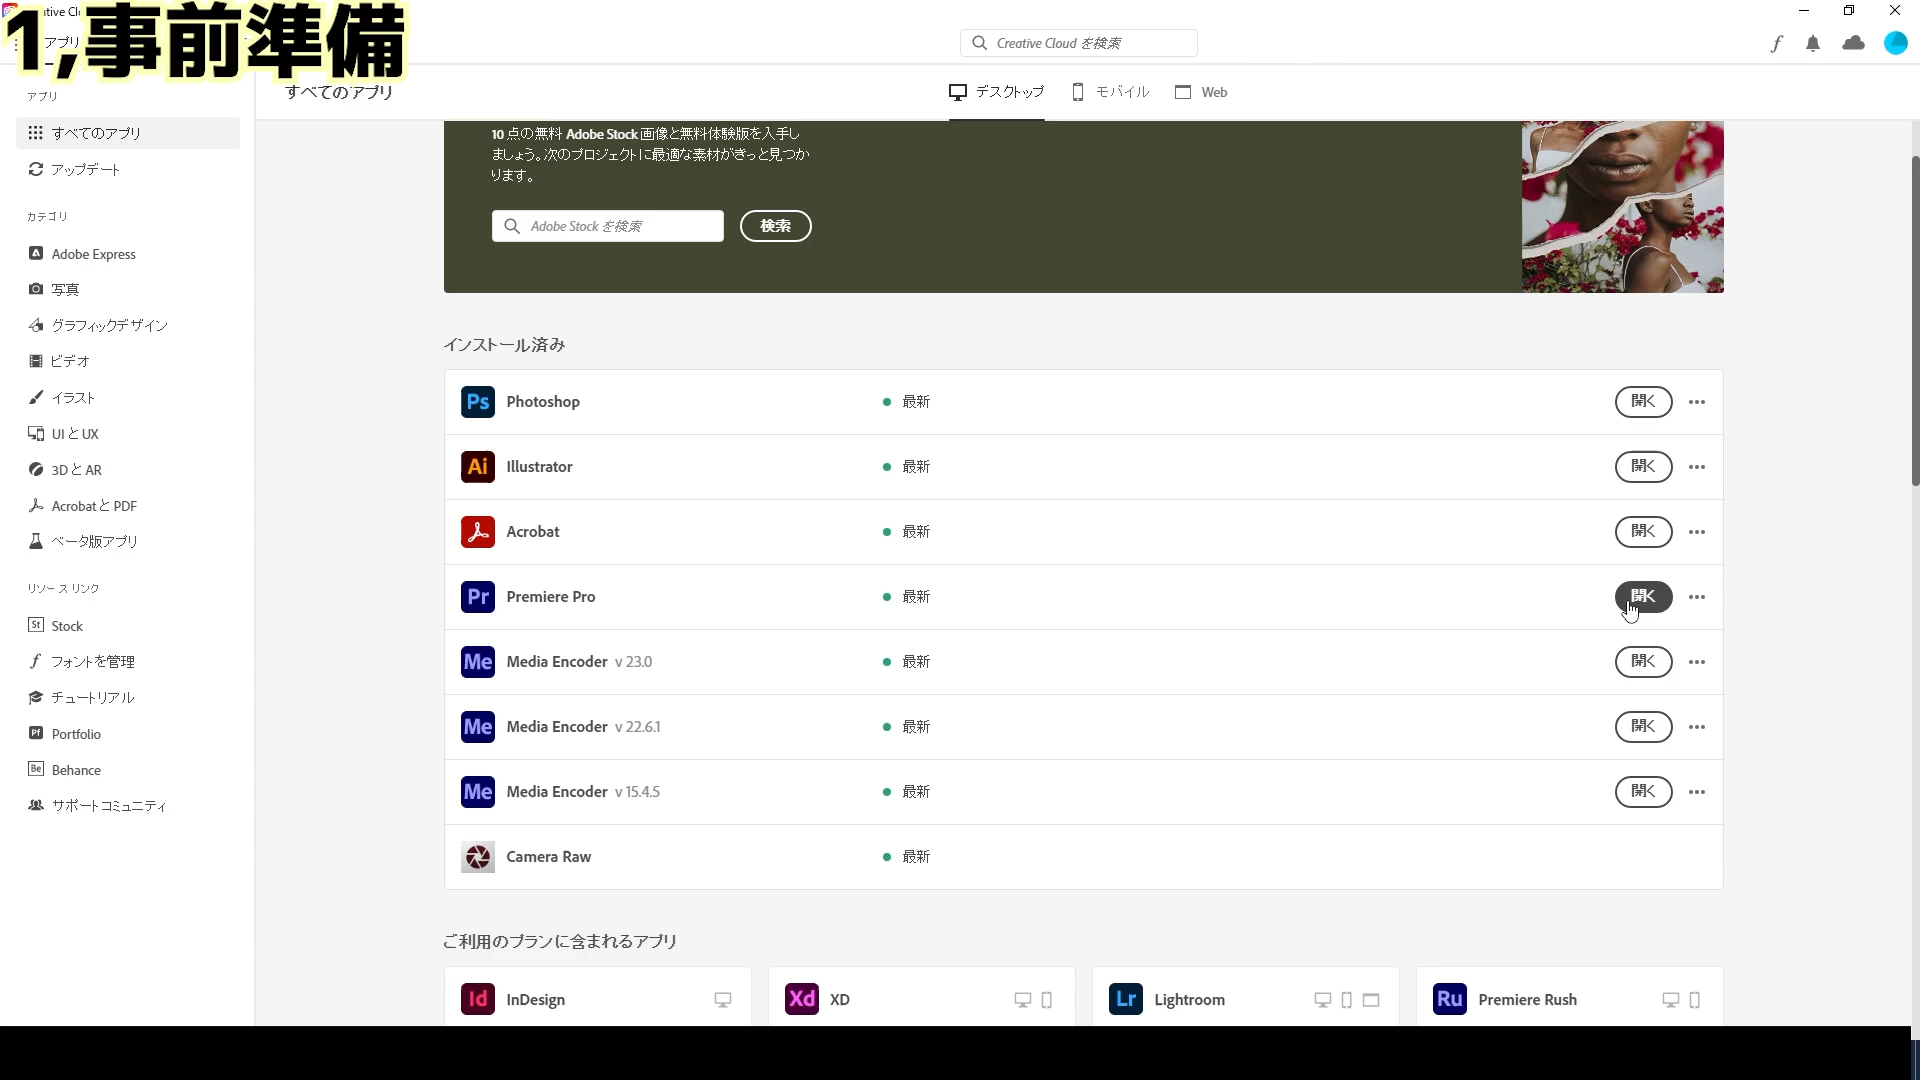 1,事前準備
アプリ
Creative Cloud を検索
すべてのアプリ
デスクトップ
モバイル
Web
アプリ
すべてのアプリ
アップデート
カテゴリ
Adobe Express
写真
グラフィックデザイン
ビデオ
イラスト
UI と UX
3D と AR
Acrobat と PDF
ベータ版アプリ
リソース リンク
St Stock
フォントを管理
チュートリアル
Pf Portfolio
Be Behance
サポートコミュニティ
10 点の無料 Adobe Stock 画像と無料体験版を入手し
ましょう。次のプロジェクトに最適な素材がきっと見つか
ります。
Adobe Stock を検索
検索
インストール済み
Ps Photoshop 最新 開く
Ai Illustrator 最新 開く
Acrobat 最新 開く
Pr Premiere Pro 最新 開く
Me Media Encoder v 23.0 最新 開く
Me Media Encoder v 22.6.1 最新 開く
Me Media Encoder v 15.4.5 最新 開く
Camera Raw 最新
ご利用のプランに含まれるアプリ
Id InDesign
Xd XD
Lr Lightroom
Ru Premiere Rush